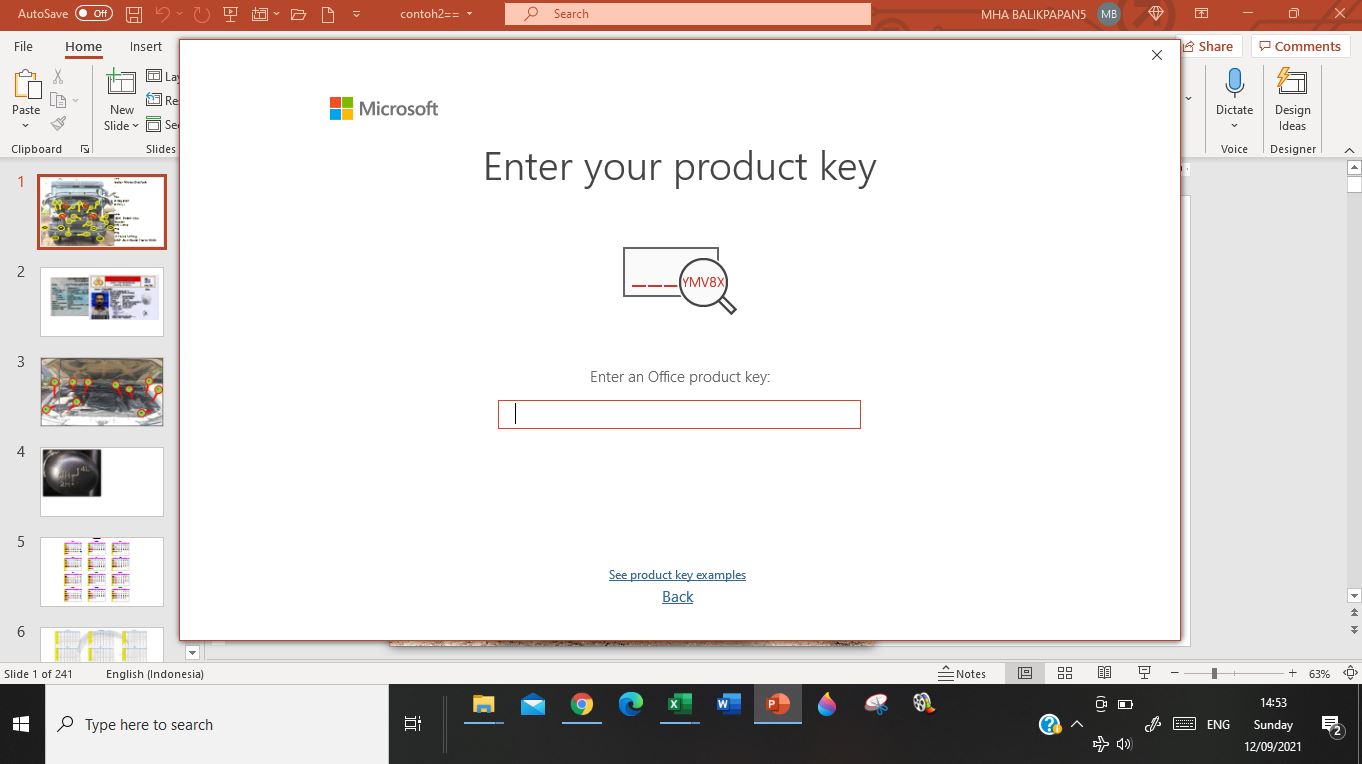 AutoSave Off contoh2== Search MHA BALIKPAPAN5 MB
File Home Insert Share Comments
Paste New Slide Lay Re Sec Dictate Design Ideas
Clipboard Slides Voice Designer
Microsoft
Enter your product key
YMV8X
Enter an Office product key:
See product key examples
Back
1
2
3
4
5
6
Slide 1 of 241 English (Indonesia) Notes 63%
Type here to search ENG
14:53
Sunday
12/09/2021
2